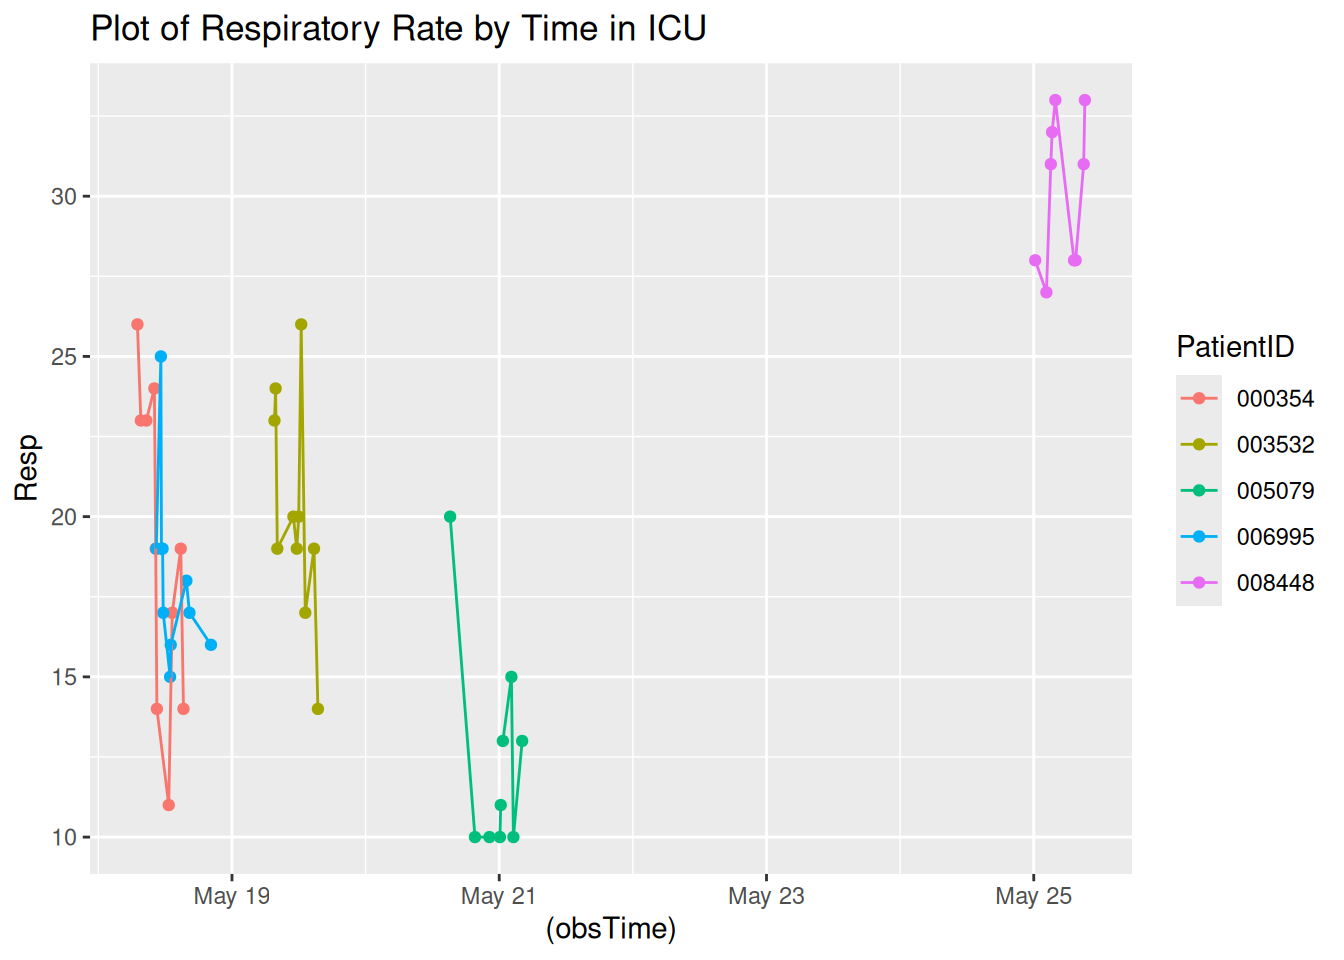 Plot of Respiratory Rate by Time in ICU
Resp
30
25
20
15
10
May 19
May 21
May 23
May 25
(obsTime)
PatientID
000354
003532
005079
006995
008448